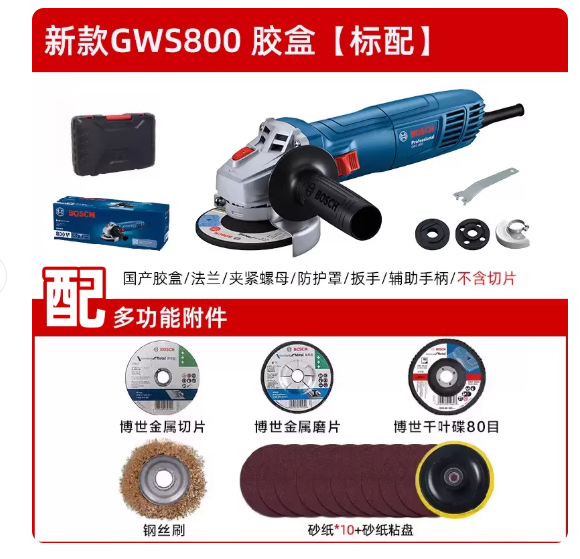 新款GWS800 胶盒【标配】
BOSCH
Professional
BOSCH
800 W
国产胶盒/法兰/夹紧螺母/防护罩/扳手/辅助手柄/不含切片
配 多功能附件
BOSCH
BOSCH
BOSCH
博世金属切片
博世金属磨片
博世千叶碟80目
钢丝刷
砂纸*10+砂纸粘盘